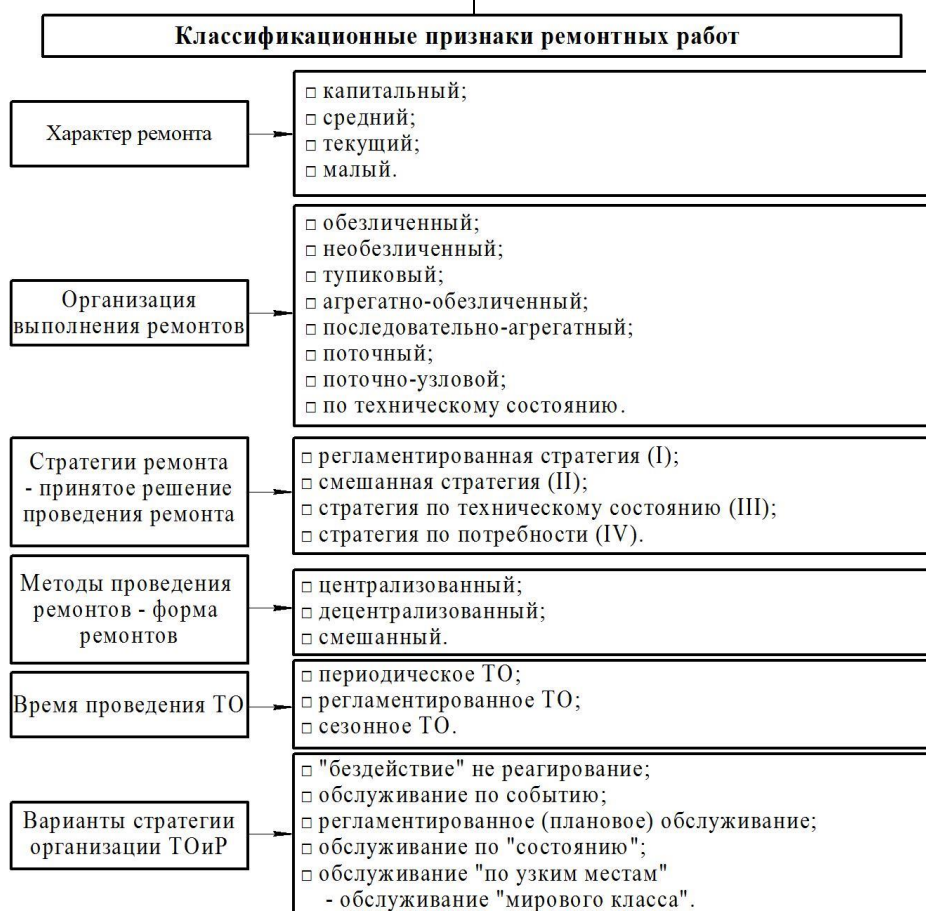 Классификационные признаки ремонтных работ
Характер ремонта
□ капитальный;
□ средний;
□ текущий;
□ малый.
Организация
выполнения ремонтов
□ обезличенный;
□ необезличенный;
□ тупиковый;
□ агрегатно-обезличенный;
□ последовательно-агрегатный;
□ поточный;
□ поточно-узловой;
□ по техническому состоянию.
Стратегии ремонта
- принятое решение
проведения ремонта
□ регламентированная стратегия (I);
□ смешанная стратегия (II);
□ стратегия по техническому состоянию (III);
□ стратегия по потребности (IV).
Методы проведения
ремонтов - форма
ремонтов
□ централизованный;
□ децентрализованный;
□ смешанный.
Время проведения ТО
□ периодическое ТО;
□ регламентированное ТО;
□ сезонное ТО.
Варианты стратегии
организации ТОиР
□ "бездействие" не реагирование;
□ обслуживание по событию;
□ регламентированное (плановое) обслуживание;
□ обслуживание по "состоянию";
□ обслуживание "по узким местам"
- обслуживание "мирового класса".